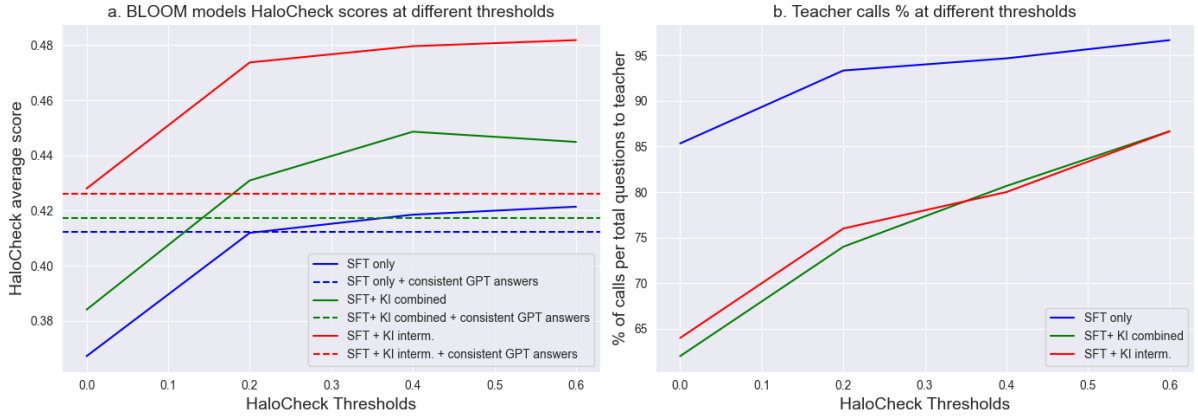 a. BLOOM models HaloCheck scores at different thresholds
HaloCheck average score
0.48
0.46
0.44
0.42
0.40
0.38
SFT only
SFT only + consistent GPT answers
SFT+ KI combined
SFT+ KI combined + consistent GPT answers
SFT + KI interm.
SFT + KI interm. + consistent GPT answers
0.0 0.1 0.2 0.3 0.4 0.5 0.6
HaloCheck Thresholds
b. Teacher calls % at different thresholds
% of calls per total questions to teacher
95
90
85
80
75
70
65
SFT only
SFT+ KI combined
SFT + KI interm.
0.0 0.1 0.2 0.3 0.4 0.5 0.6
HaloCheck Thresholds